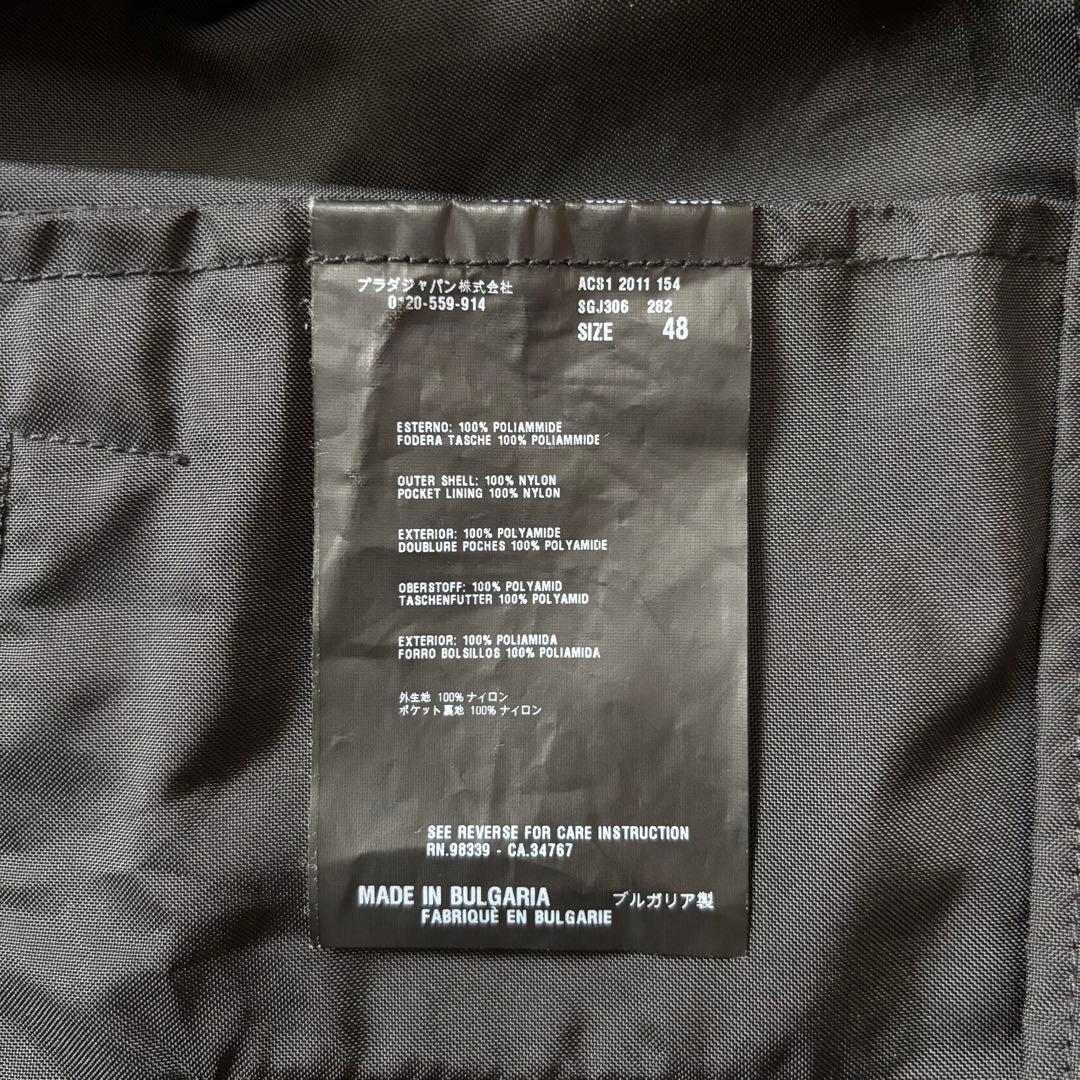 プラダジャパン株式会社
0120-559-914
ACS1 2011 154
SGJ306 282
SIZE 48
ESTERNO: 100% POLIAMMIDE
FODERA TASCHE 100% POLIAMMIDE
OUTER SHELL: 100% NYLON
POCKET LINING 100% NYLON
EXTERIOR: 100% POLYAMIDE
DOUBLURE POCHES 100% POLYAMIDE
OBERSTOFF: 100% POLYAMID
TASCHENFUTTER 100% POLYAMID
EXTERIOR: 100% POLIAMIDA
FORRO BOLSILLOS 100% POLIAMIDA
外生地 100% ナイロン
ポケット裏地 100% ナイロン
SEE REVERSE FOR CARE INSTRUCTION
RN.98339 - CA.34767
MADE IN BULGARIA ブルガリア製
FABRIQUÈ EN BULGARIE